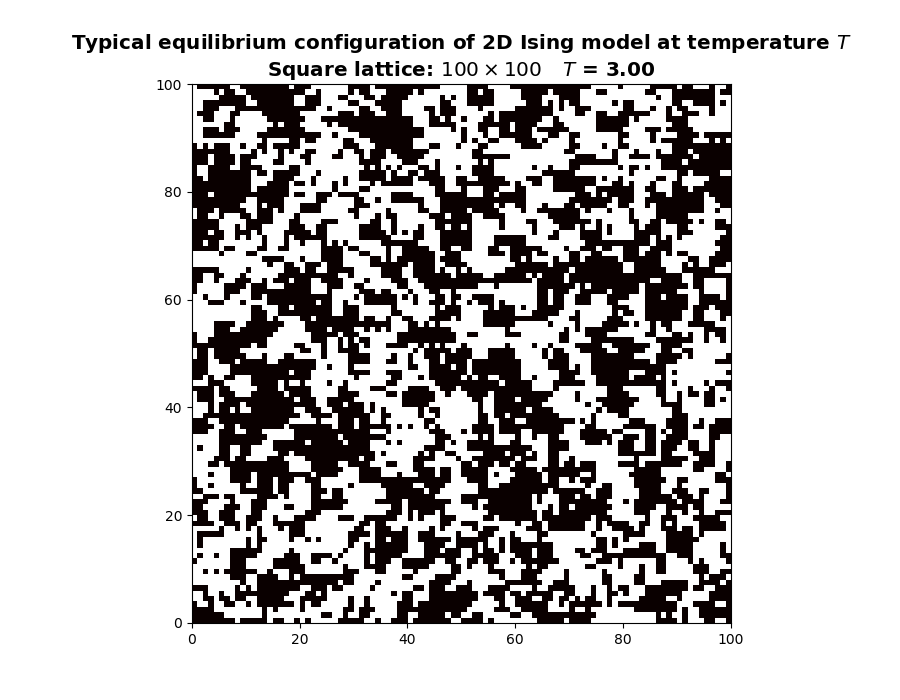 Typical equilibrium configuration of 2D Ising model at temperature T
Square lattice: 100 × 100 T = 3.00
100
80
60
40
20
0
0 20 40 60 80 100